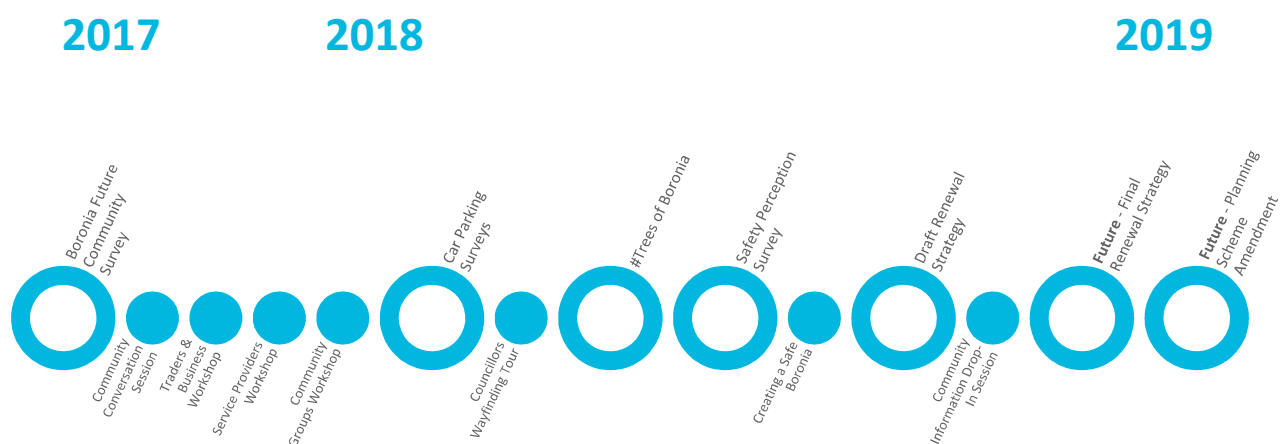 2017
2018
2019
Boronia Future
Community
Survey
Community
Conversation
Session
Traders &
Business
Workshop
Service Providers
Workshop
Community
Groups Workshop
Car Parking
Surveys
Councillors
Wayfinding Tour
#Trees of Boronia
Safety Perception
Survey
Creating a Safe
Boronia
Draft Renewal
Strategy
Community
Information Drop-
In Session
Future - Final
Renewal Strategy
Future - Planning
Scheme
Amendment